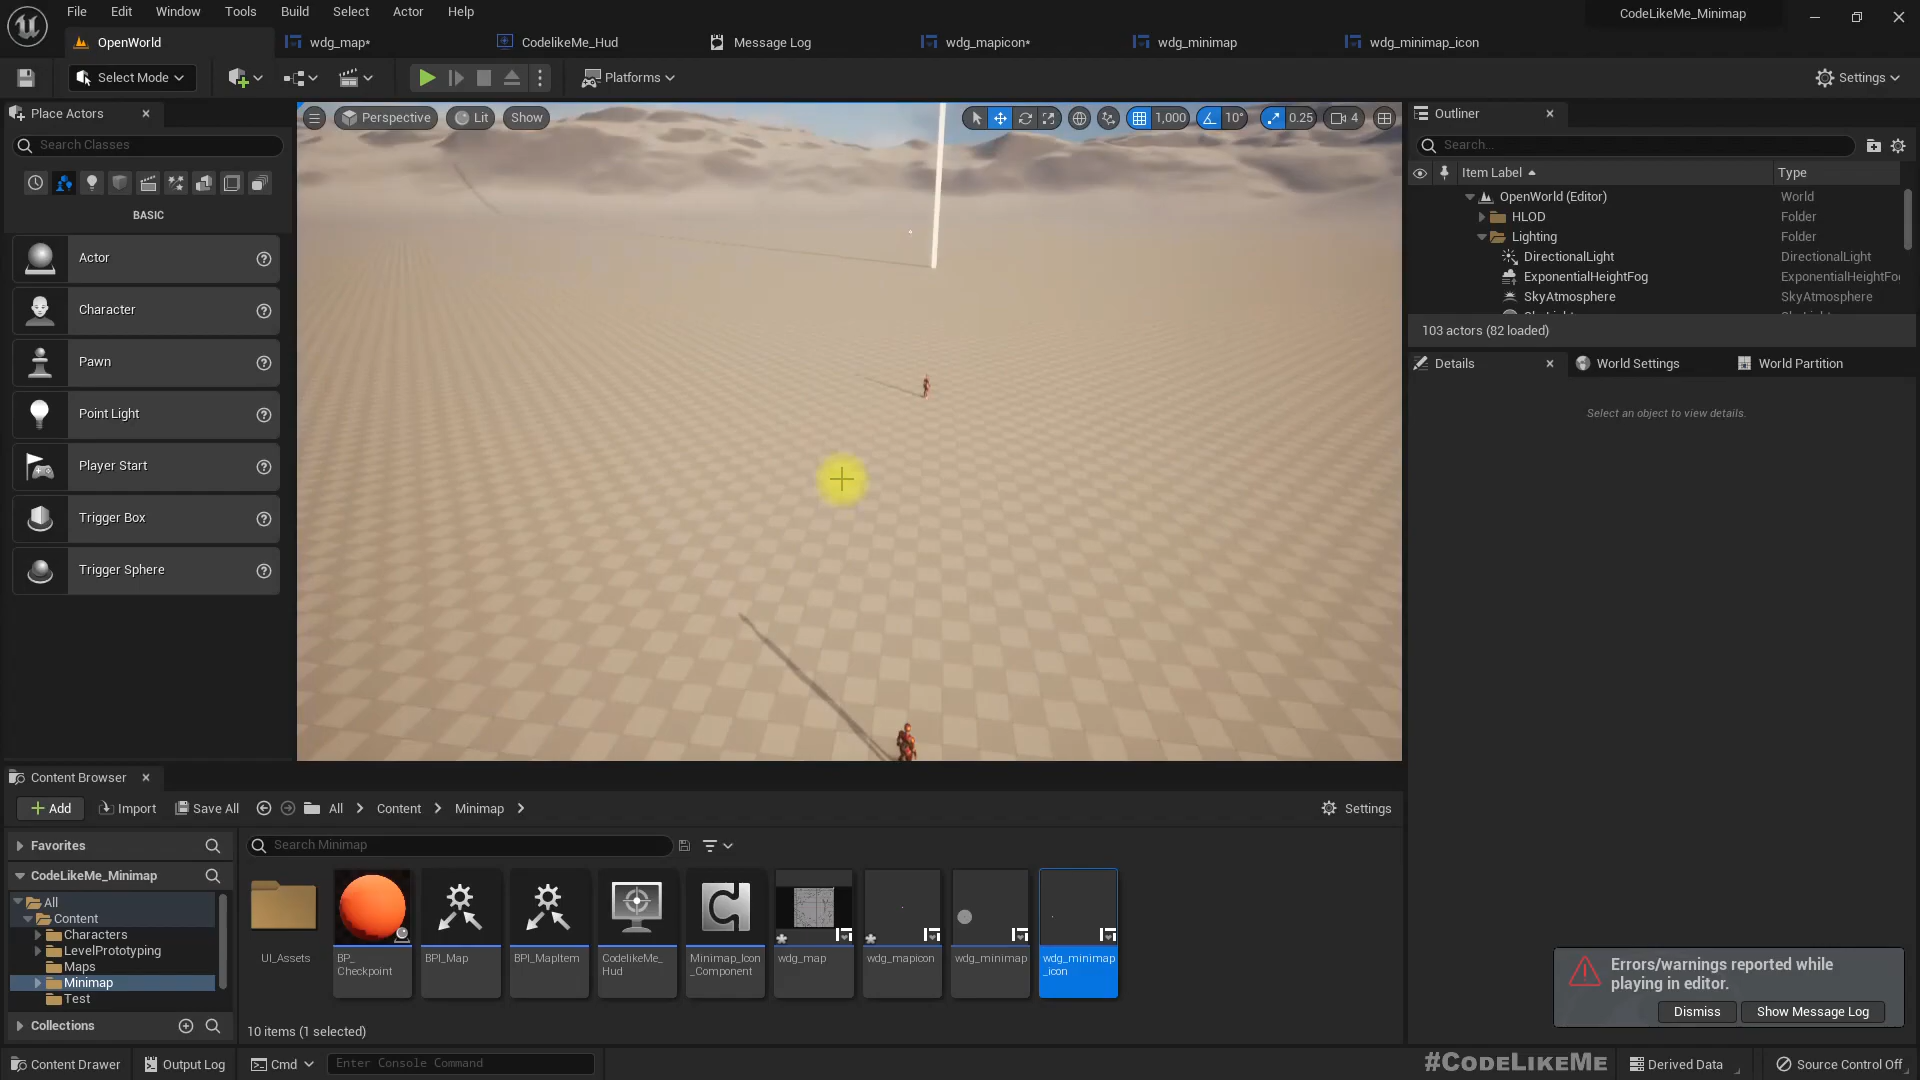 File Edit Window Tools Build Select Actor Help
CodeLikeMe_Minimap
OpenWorld
wdg_map*
CodelikeMe_Hud
Message Log
wdg_mapicon*
wdg_minimap
wdg_minimap_icon
Select Mode
Platforms
Settings
Place Actors
Search Classes
BASIC
Actor
Character
Pawn
Point Light
Player Start
Trigger Box
Trigger Sphere
Perspective
Lit
Show
1,000
10°
0.25
4
Outliner
Search...
Item Label
Type
OpenWorld (Editor) World
HLOD Folder
Lighting Folder
DirectionalLight DirectionalLight
ExponentialHeightFog ExponentialHeightFo
SkyAtmosphere SkyAtmosphere
103 actors (82 loaded)
Details
World Settings
World Partition
Select an object to view details.
Content Browser
Add
Import
Save All
All
Content
Minimap
Settings
Favorites
CodeLikeMe_Minimap
All
Content
Characters
LevelPrototyping
Maps
Minimap
Test
Collections
Search Minimap
UI_Assets
BP_
Checkpoint
BPI_Map
BPI_MapItem
CodelikeMe_
Hud
Minimap_Icon
_Component
wdg_map
wdg_mapicon
wdg_minimap
wdg_minimap
_icon
10 items (1 selected)
Errors/warnings reported while
playing in editor.
Dismiss
Show Message Log
Content Drawer
Output Log
Cmd
Enter Console Command
#CODELIKEME
Derived Data
Source Control Off